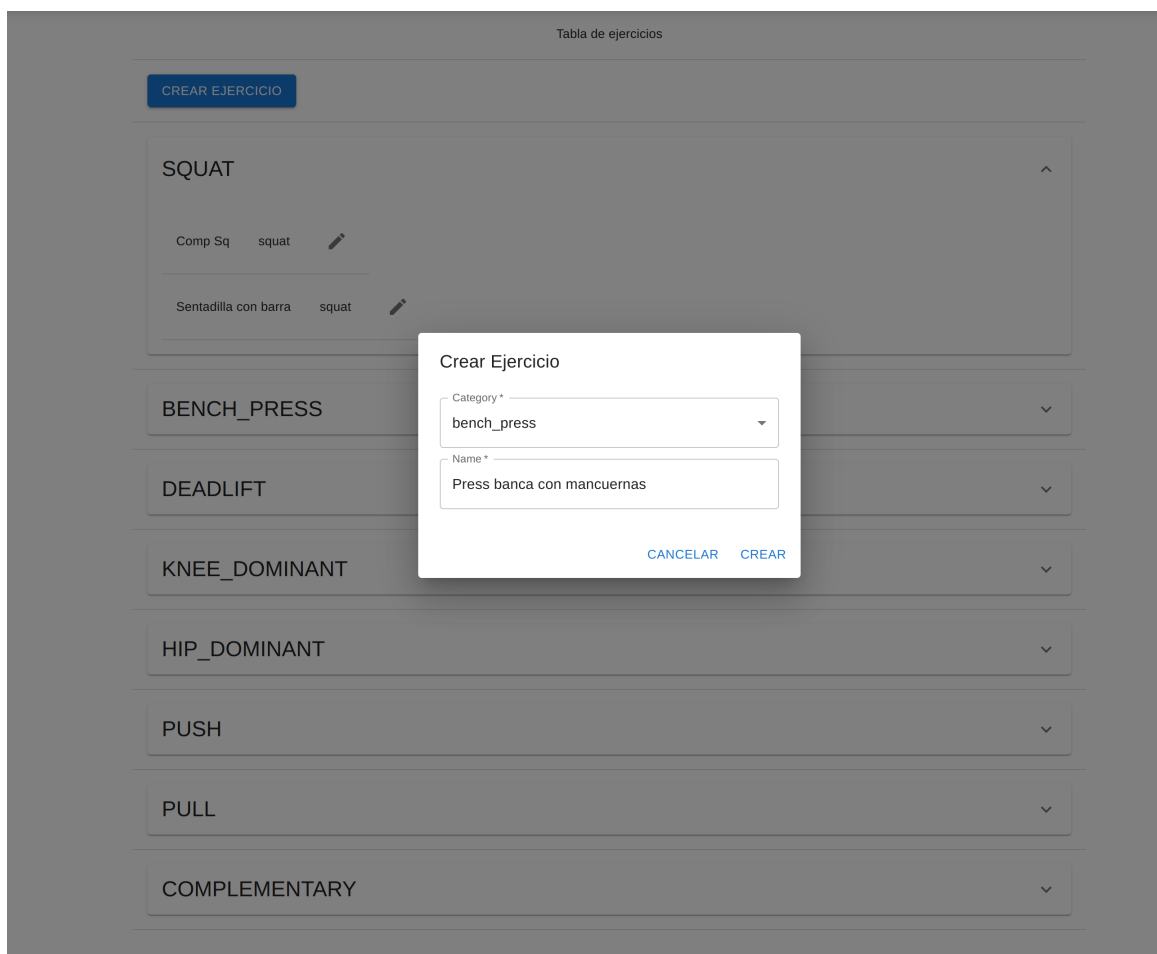 Tabla de ejercicios
CREAR EJERCICIO
SQUAT
Comp Sq squat
Sentadilla con barra squat
Crear Ejercicio
Category *
bench_press
Name *
Press banca con mancuernas
CANCELAR CREAR
BENCH_PRESS
DEADLIFT
KNEE_DOMINANT
HIP_DOMINANT
PUSH
PULL
COMPLEMENTARY